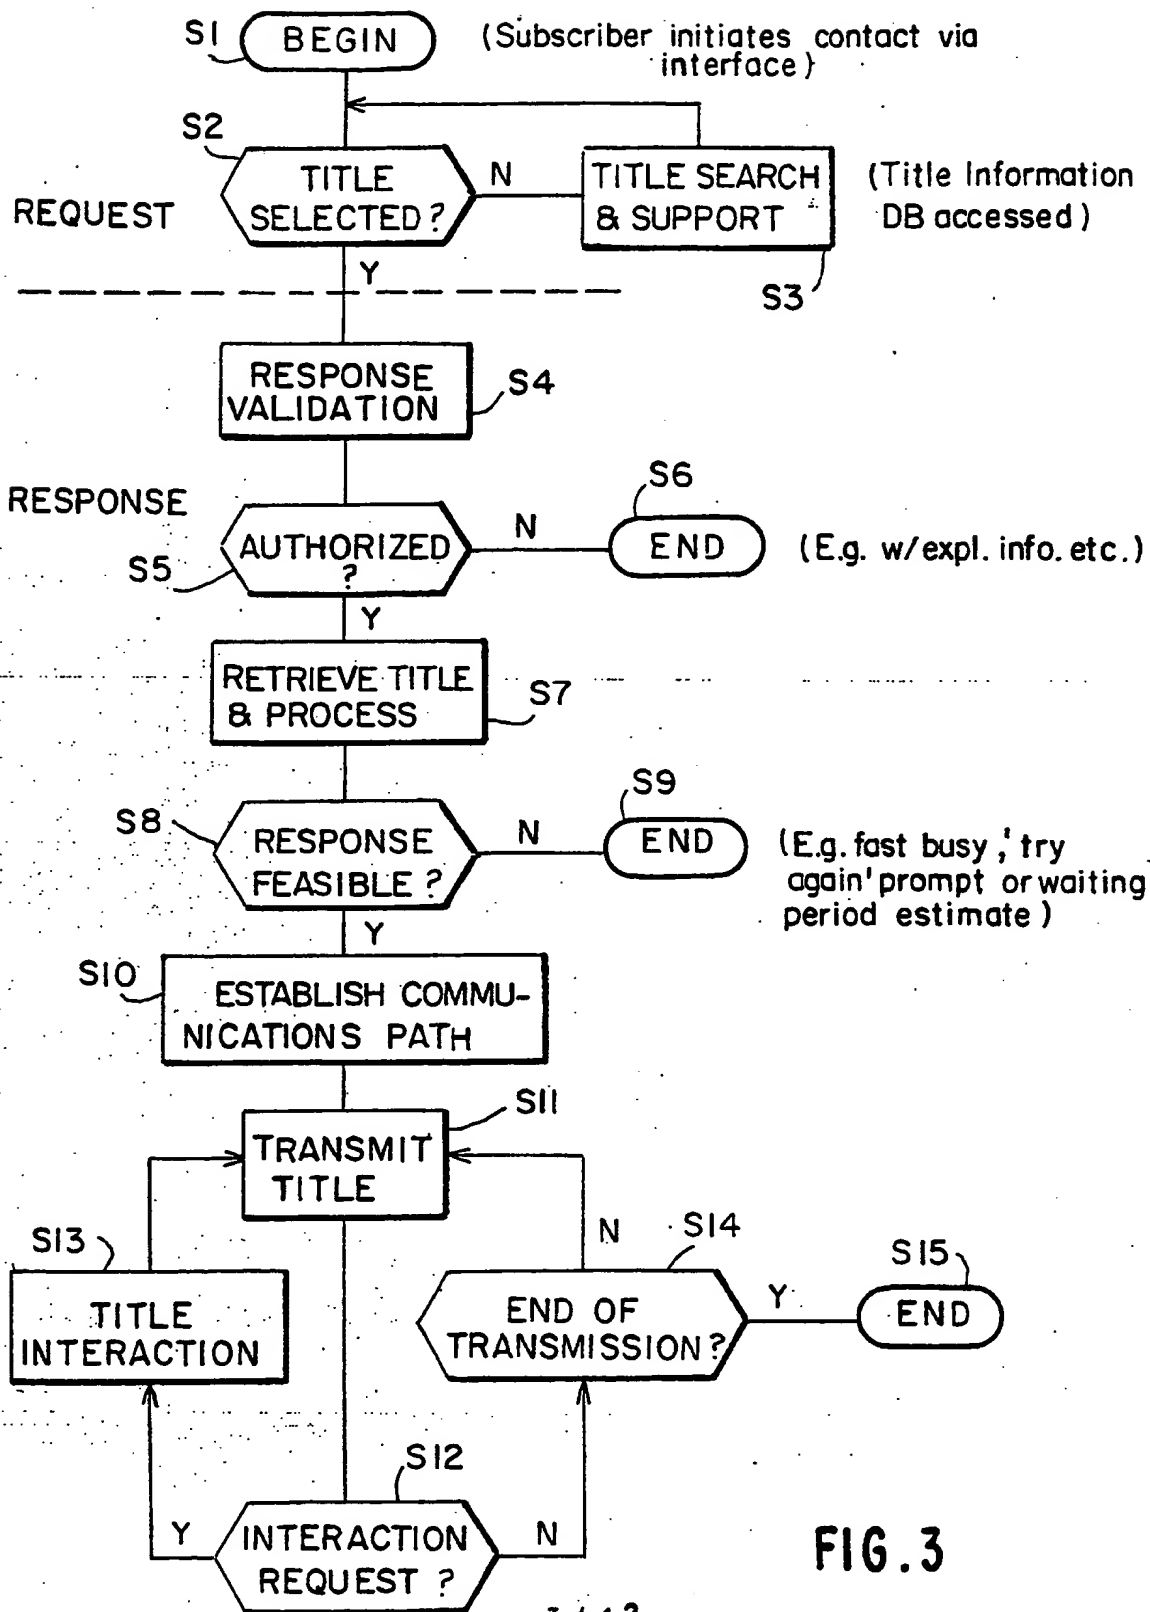 S1 BEGIN (Subscriber initiates contact via
interface)
S2
TITLE
SELECTED?
N
TITLE SEARCH
& SUPPORT
(Title Information
DB accessed)
REQUEST
S3
Y
RESPONSE
VALIDATION
S4
RESPONSE
S5
AUTHORIZED
?
N
S6
END
(E.g. w/expl. info. etc.)
Y
RETRIEVE TITLE
& PROCESS
S7
S8
RESPONSE
FEASIBLE?
N
S9
END
(E.g. fast busy, 'try
again' prompt or waiting
period estimate)
Y
S10
ESTABLISH COMMU-
NICATIONS PATH
S11
TRANSMIT
TITLE
S13
TITLE
INTERACTION
N
S14
END OF
TRANSMISSION?
Y
S15
END
S12
Y
INTERACTION
REQUEST ?
N
FIG.3